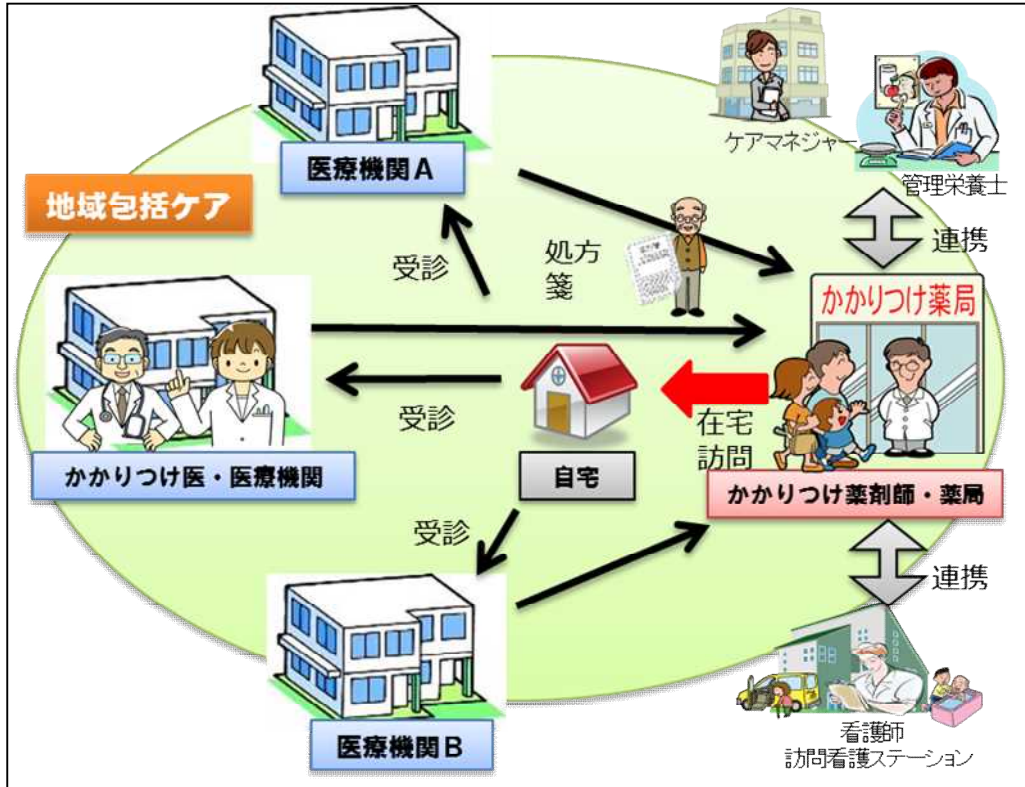 ケアマネジャー
管理栄養士
医療機関A
地域包括ケア
連携
受診
処方
箋
かかりつけ薬局
受診
在宅
訪問
かかりつけ医・医療機関
自宅
かかりつけ薬剤師・薬局
受診
連携
医療機関B
看護師
訪問看護ステーション